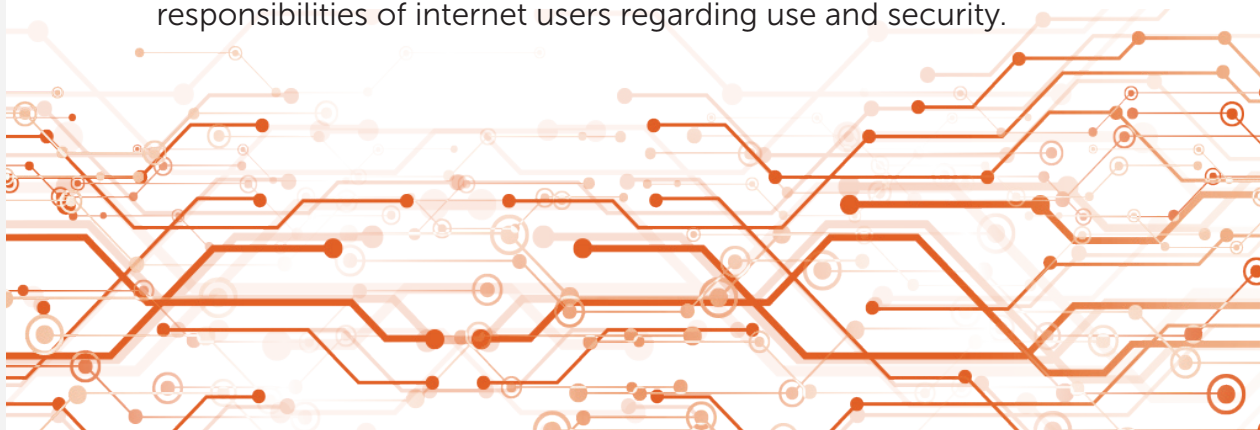 responsibilities of internet users regarding use and security.